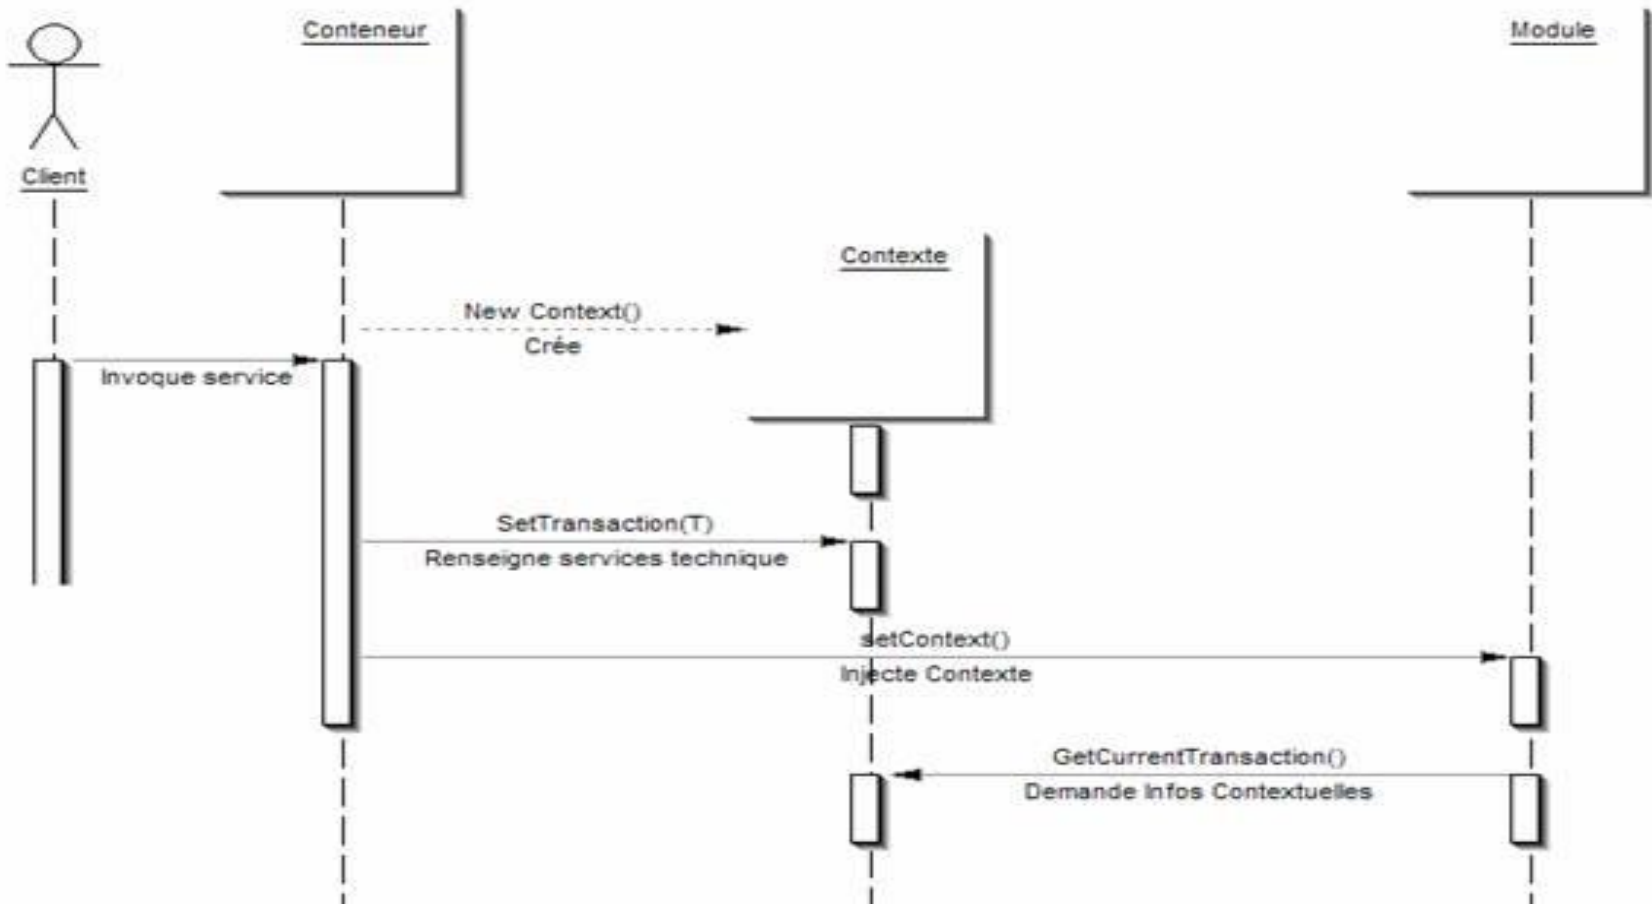 Conteneur
Module
Client
Contexte
New Context()
Crée
Invoque service
SetTransaction(T)
Renseigne services technique
setContext()
Injecte Contexte
GetCurrentTransaction()
Demande Infos Contextuelles